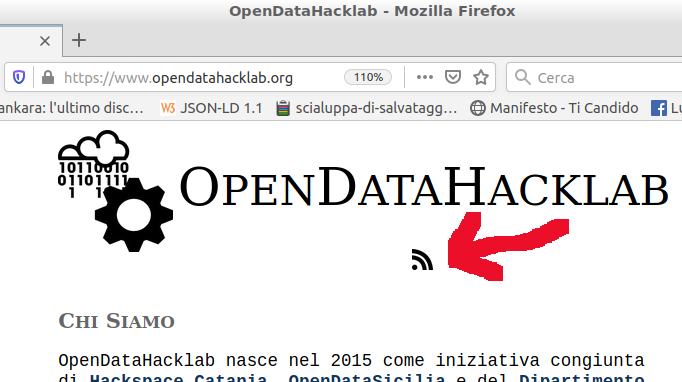 OpenDataHacklab - Mozilla Firefox
https://www.opendatahacklab.org 110% Cerca
ankara: l'ultimo disc… W3 JSON-LD 1.1 scialuppa-di-salvatagg… Manifesto - Ti Candido
10110010
01101111
1 1
OPENDATAHACKLAB
CHI SIAMO
OpenDataHacklab nasce nel 2015 come iniziativa congiunta
di Hackspace Catania, OpenDataSicilia e del Dipartimento